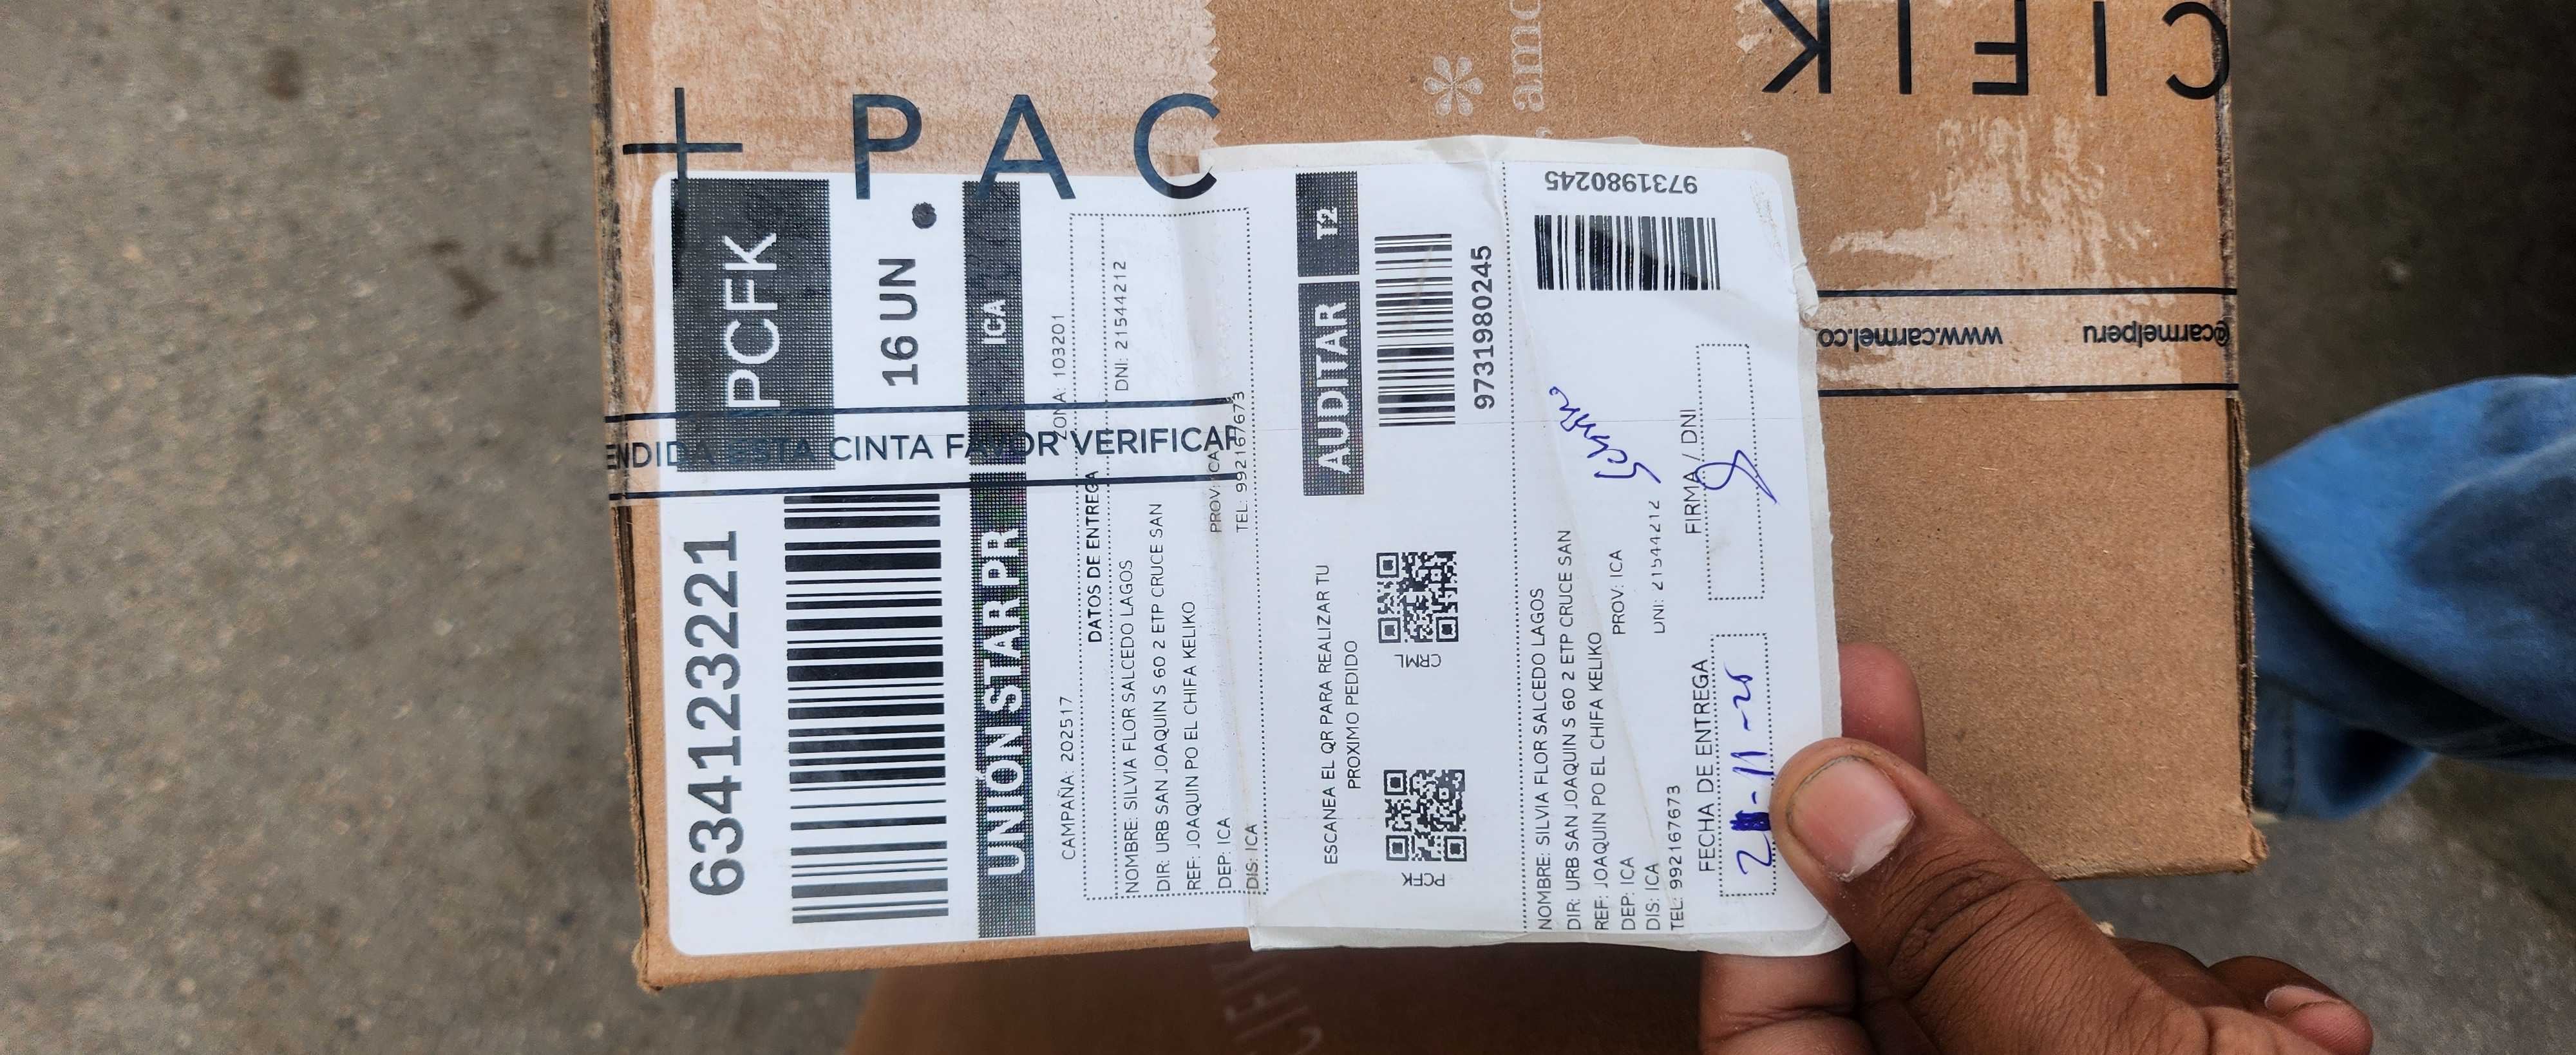 + PAC
CIFIK
amo
PCFK
6341233221
16 UN
UNION STAR PR
ICA
ENDIDA ESTA CINTA FAVOR VERIFICAR
CAMPAÑA: 202517
ZONA: 103201
DATOS DE ENTREGA
NOMBRE: SILVIA FLOR SALCEDO LAGOS
DNI: 21544212
DIR: URB SAN JOAQUIN S 60 2 ETP CRUCE SAN
REF: JOAQUIN PO EL CHIFA KELIKO
DEP: ICA
PROV: ICA
DIS: ICA
TEL: 992167673
ESCANEA EL QR PARA REALIZAR TU
PROXIMO PEDIDO
AUDITAR
T2
PCFK
CRML
9731980245
9731980245
NOMBRE: SILVIA FLOR SALCEDO LAGOS
DIR: URB SAN JOAQUIN S 60 2 ETP CRUCE SAN
REF: JOAQUIN PO EL CHIFA KELIKO
DEP: ICA
PROV: ICA
DIS: ICA
DNI: 21544212
TEL: 992167673
FECHA DE ENTREGA
FIRMA / DNI
www.carmel.co
@carmelperu